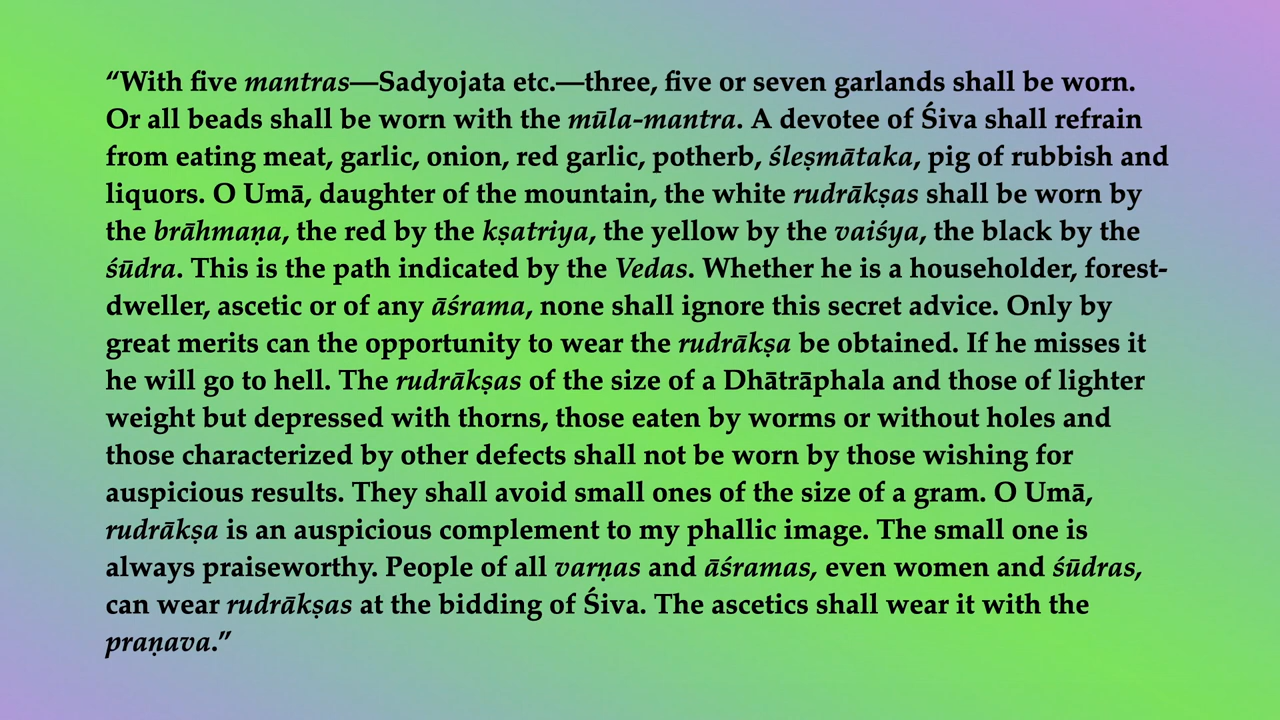 “With five mantras—Sadyojata etc.—three, five or seven garlands shall be worn.
Or all beads shall be worn with the mūla-mantra. A devotee of Śiva shall refrain
from eating meat, garlic, onion, red garlic, potherb, śleṣmātaka, pig of rubbish and
liquors. O Umā, daughter of the mountain, the white rudrākṣas shall be worn by
the brāhmaṇa, the red by the kṣatriya, the yellow by the vaiśya, the black by the
śūdra. This is the path indicated by the Vedas. Whether he is a householder, forest-
dweller, ascetic or of any āśrama, none shall ignore this secret advice. Only by
great merits can the opportunity to wear the rudrākṣa be obtained. If he misses it
he will go to hell. The rudrākṣas of the size of a Dhātrāphala and those of lighter
weight but depressed with thorns, those eaten by worms or without holes and
those characterized by other defects shall not be worn by those wishing for
auspicious results. They shall avoid small ones of the size of a gram. O Umā,
rudrākṣa is an auspicious complement to my phallic image. The small one is
always praiseworthy. People of all varṇas and āśramas, even women and śūdras,
can wear rudrākṣas at the bidding of Śiva. The ascetics shall wear it with the
praṇava.”